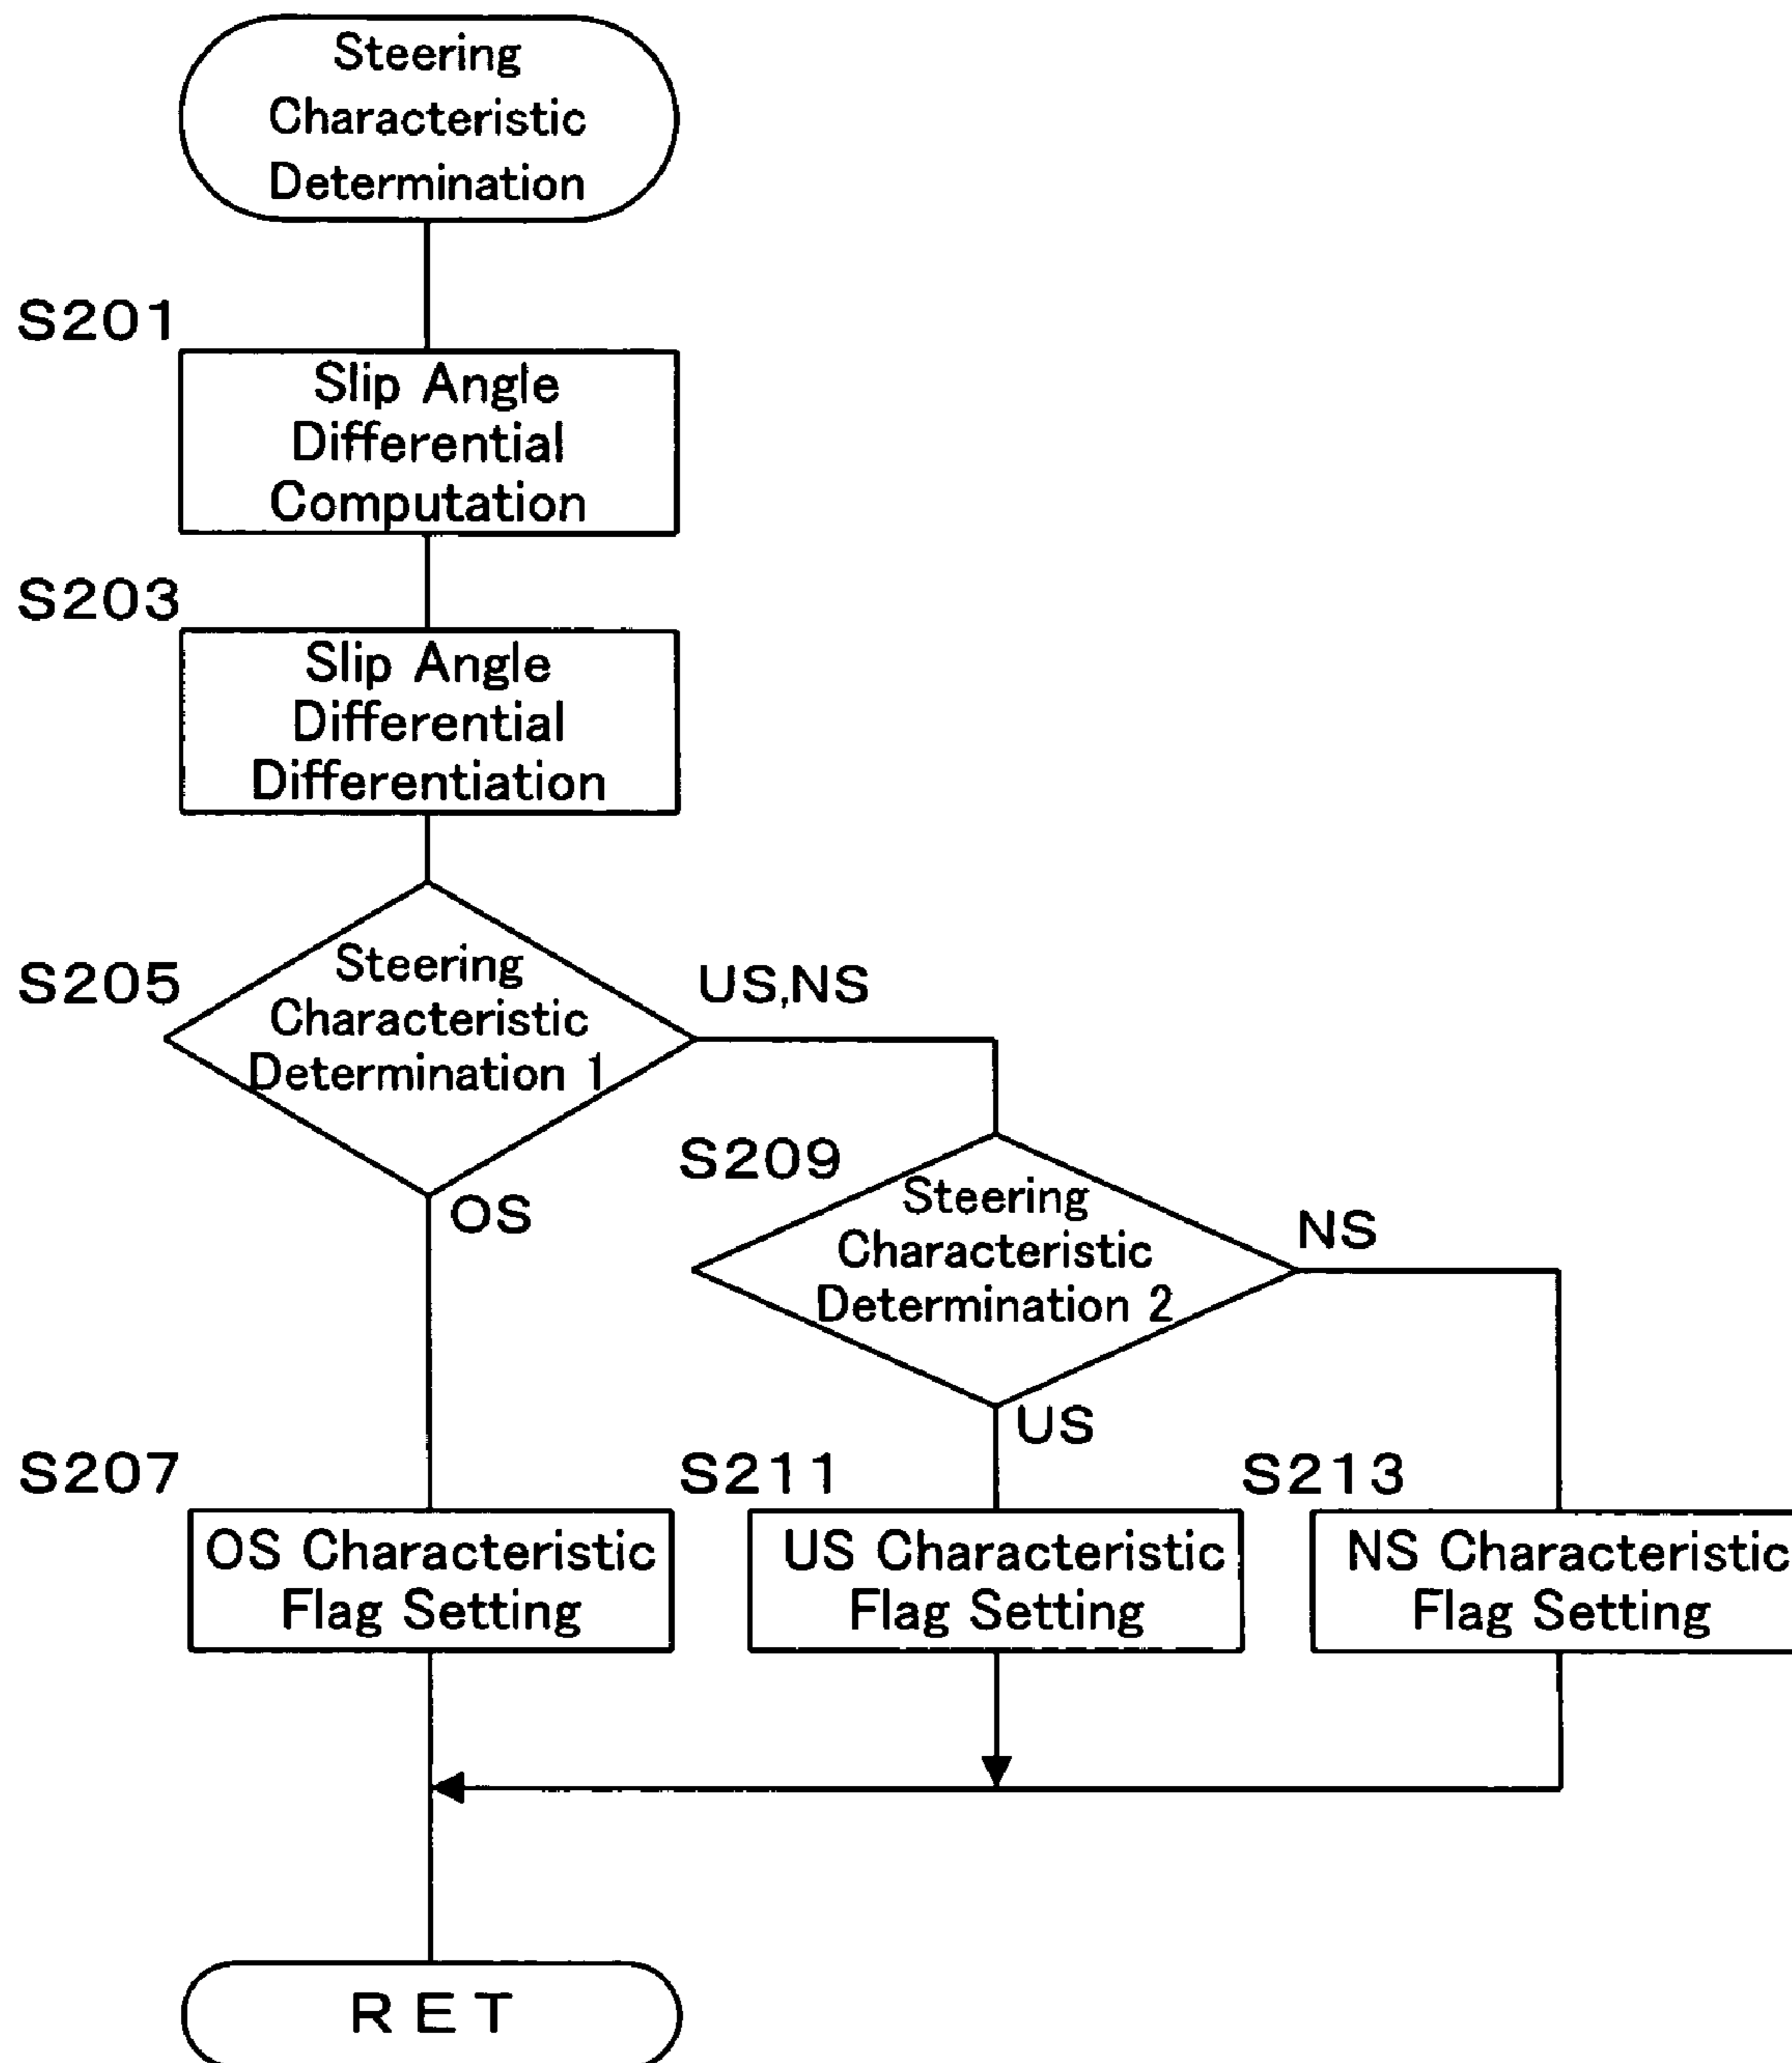 Steering
Characteristic
Determination
S201
Slip Angle
Differential
Computation
S203
Slip Angle
Differential
Differentiation
S205
Steering
Characteristic
Determination 1
US,NS
OS
S209
Steering
Characteristic
Determination 2
NS
US
S207
OS Characteristic
Flag Setting
S211
US Characteristic
Flag Setting
S213
NS Characteristic
Flag Setting
RET